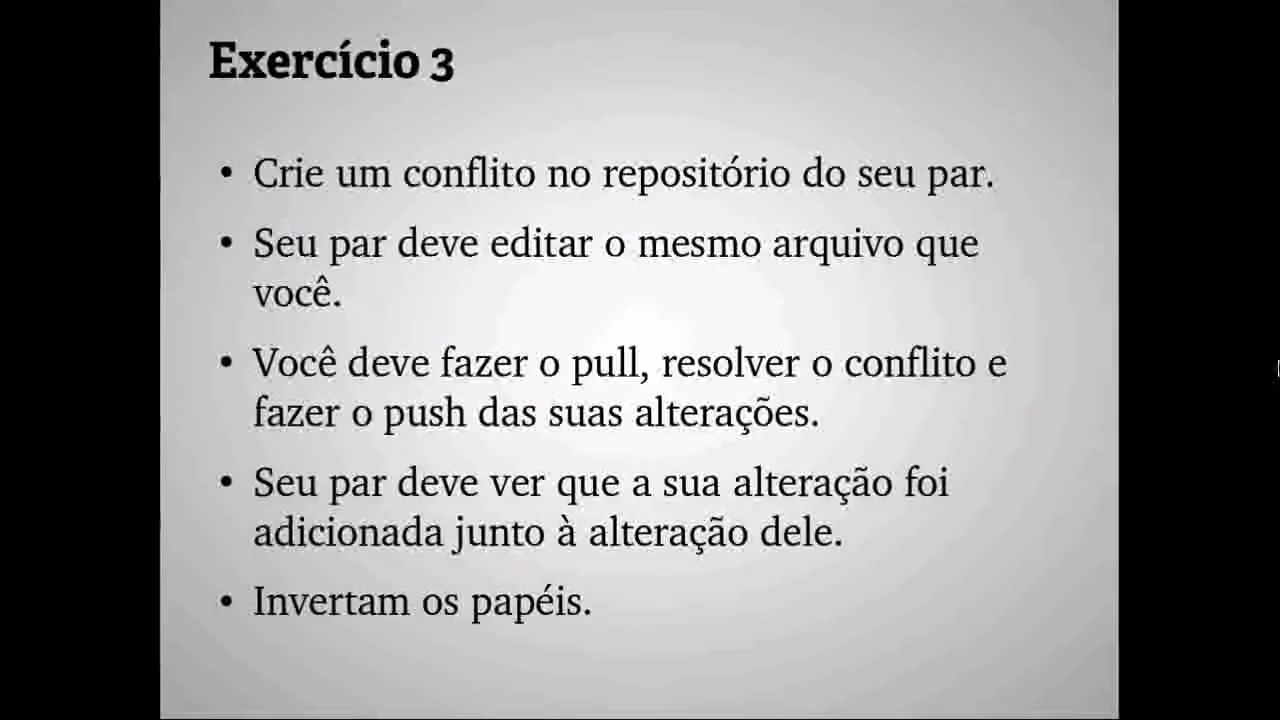 Exercício 3
• Crie um conflito no repositório do seu par.
• Seu par deve editar o mesmo arquivo que
você.
• Você deve fazer o pull, resolver o conflito e
fazer o push das suas alterações.
• Seu par deve ver que a sua alteração foi
adicionada junto à alteração dele.
• Invertam os papéis.